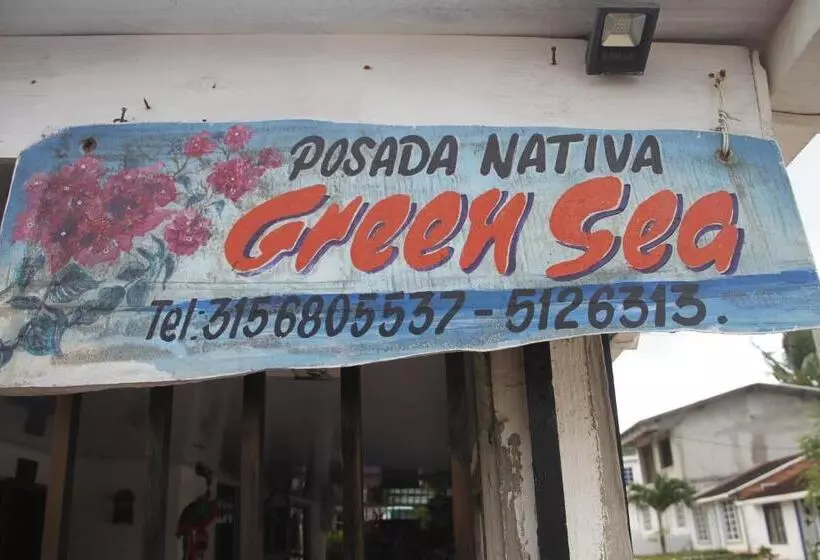 POSADA NATIVA
Green Sea
Tel: 3156805537 - 5126313.